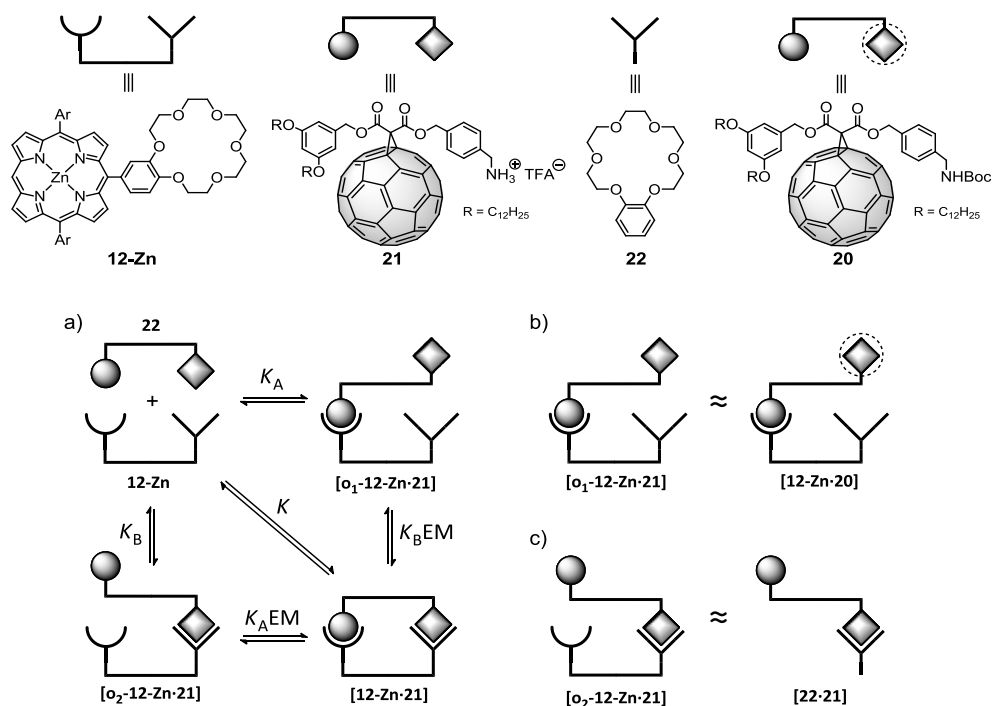 Ar
N N
Zn
N N
Ar
O O O O O O
12-Zn
RO
RO
O O
O O
NH3 + TFA −
R = C12H25
21
O O O O O O
22
RO
RO
O O
O O
NHBoc
R = C12H25
20
a) 22
+
KA
12-Zn
[o1-12-Zn·21]
KB
K
KBEM
KAEM
[o2-12-Zn·21]
[12-Zn·21]
b)
≈
[o1-12-Zn·21]
[12-Zn·20]
c)
≈
[o2-12-Zn·21]
[22·21]